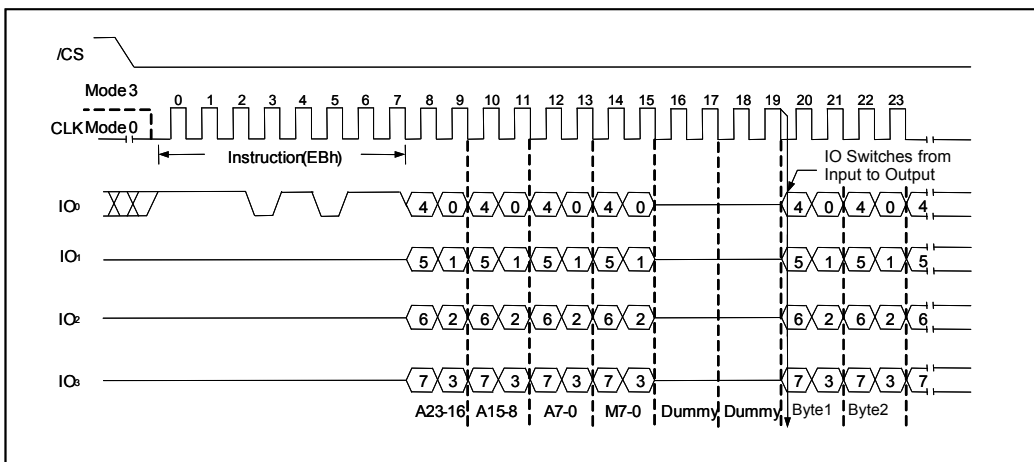 /CS
Mode 3
0 1 2 3 4 5 6 7 8 9 10 11 12 13 14 15 16 17 18 19 20 21 22 23
CLK Mode 0
Instruction(EBh)
IO Switches from
Input to Output
IO0 4 0 4 0 4 0 4 0 4 0 4 0 4
IO1 5 1 5 1 5 1 5 1 5 1 5 1 5
IO2 6 2 6 2 6 2 6 2 6 2 6 2 6
IO3 7 3 7 3 7 3 7 3 7 3 7 3 7
A23-16 A15-8 A7-0 M7-0 Dummy Dummy Byte1 Byte2